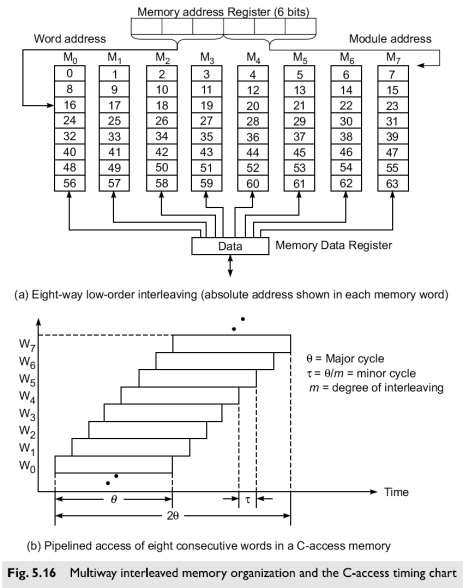 Memory address Register (6 bits)
Word address
Module address
M0 M1 M2 M3 M4 M5 M6 M7
0 1 2 3 4 5 6 7
8 9 10 11 12 13 14 15
16 17 18 19 20 21 22 23
24 25 26 27 28 29 30 31
32 33 34 35 36 37 38 39
40 41 42 43 44 45 46 47
48 49 50 51 52 53 54 55
56 57 58 59 60 61 62 63
Data
Memory Data Register
(a) Eight-way low-order interleaving (absolute address shown in each memory word)
W7
W6
W5
W4
W3
W2
W1
W0
θ = Major cycle
τ = θ/m = minor cycle
m = degree of interleaving
Time
θ
τ
2θ
(b) Pipelined access of eight consecutive words in a C-access memory
Fig. 5.16 Multiway interleaved memory organization and the C-access timing chart